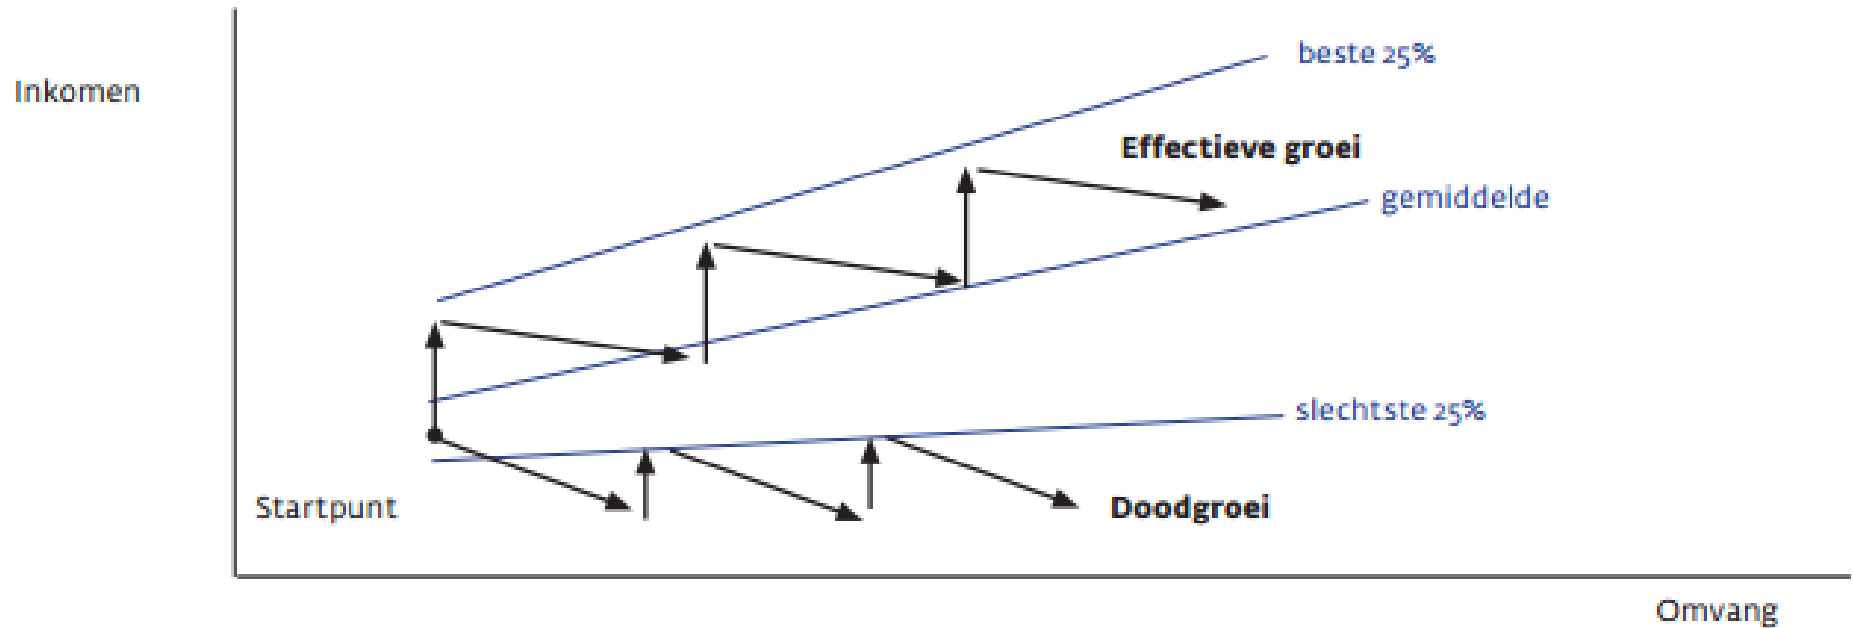 beste 25%
Inkomen
Effectieve groei
gemiddelde
slechtste 25%
Startpunt
Doodgroei
Omvang